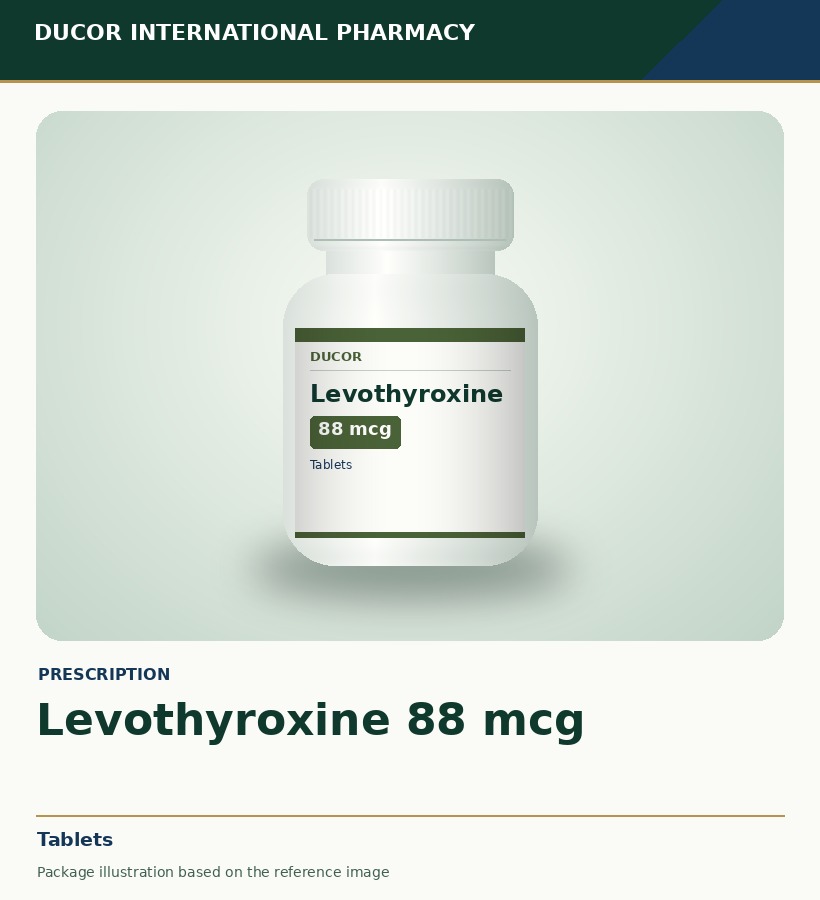 DUCOR INTERNATIONAL PHARMACY
DUCOR
Levothyroxine
88 mcg
Tablets
PRESCRIPTION
Levothyroxine 88 mcg
Tablets
Package illustration based on the reference image